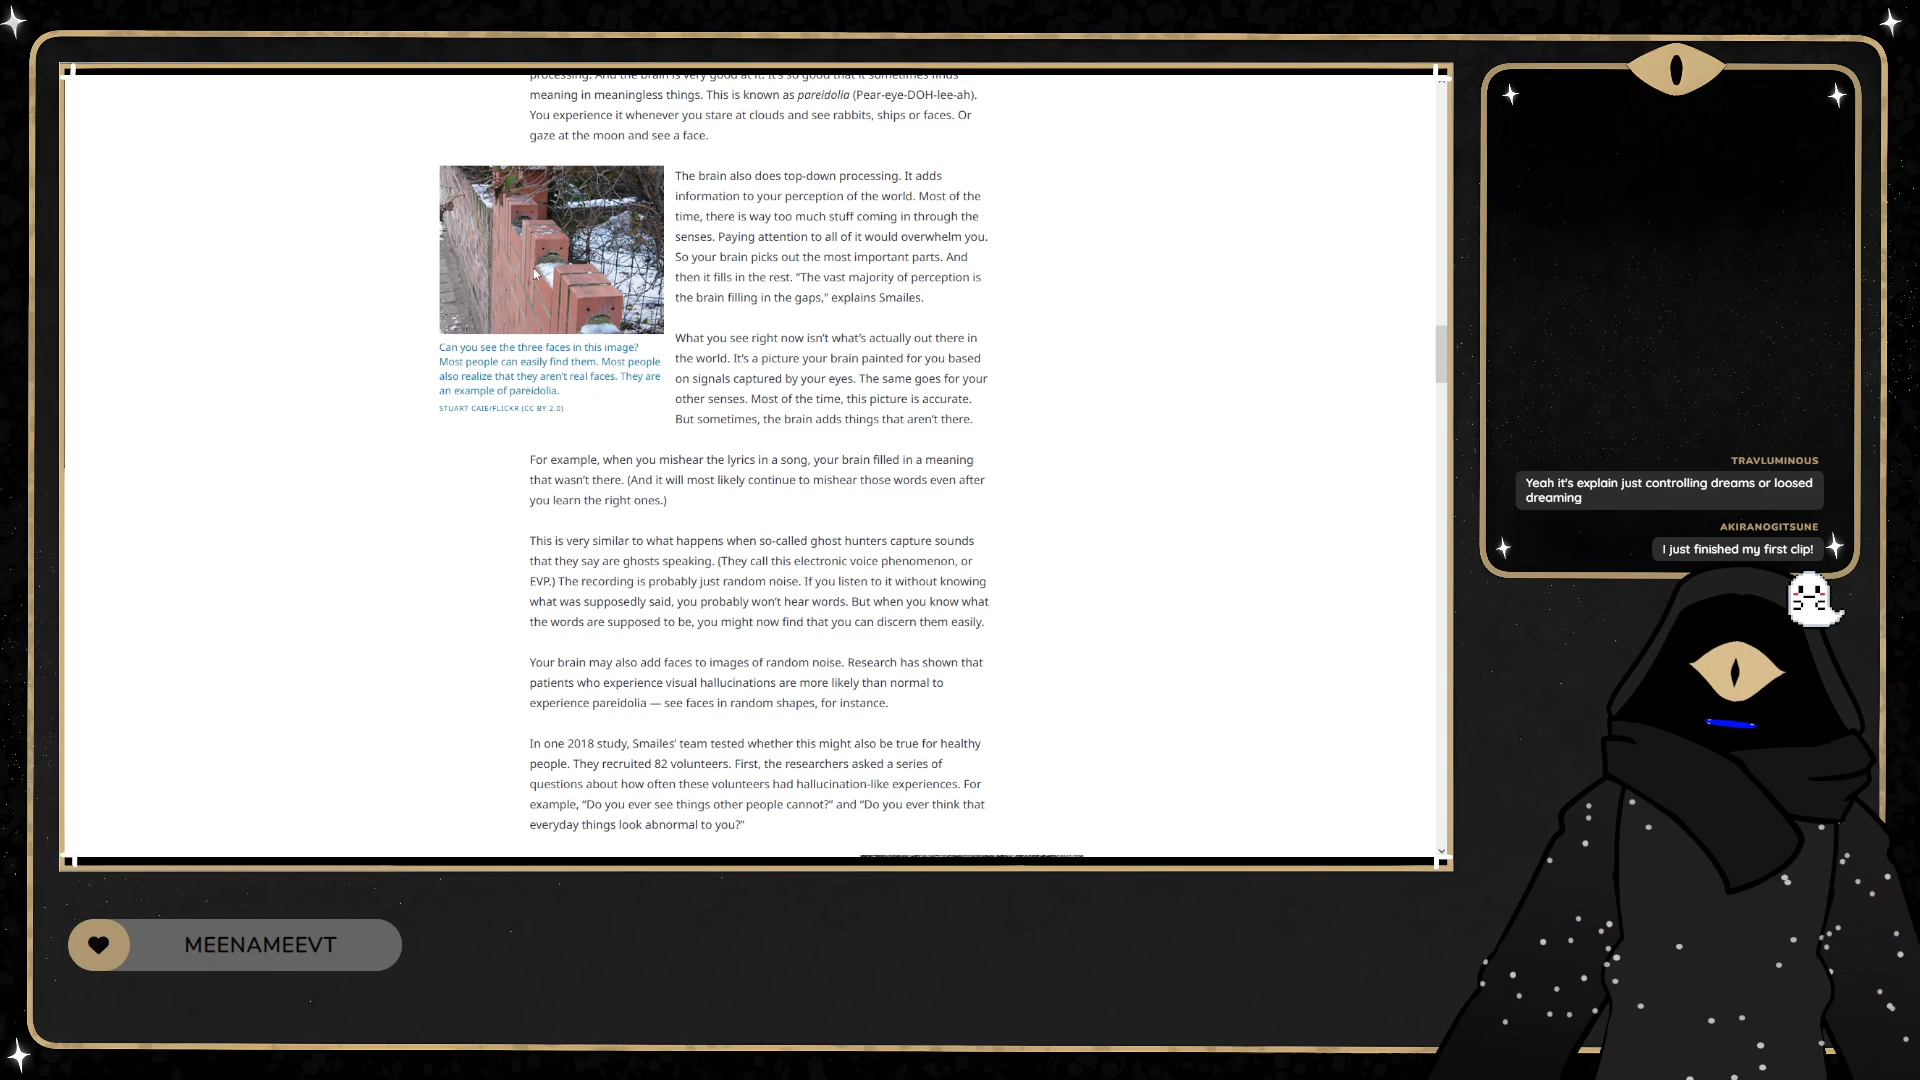 processing. And the brain is very good at it. It's so good that it sometimes finds
meaning in meaningless things. This is known as pareidolia (Pear-eye-DOH-lee-ah).
You experience it whenever you stare at clouds and see rabbits, ships or faces. Or
gaze at the moon and see a face.
The brain also does top-down processing. It adds
information to your perception of the world. Most of the
time, there is way too much stuff coming in through the
senses. Paying attention to all of it would overwhelm you.
So your brain picks out the most important parts. And
then it fills in the rest. “The vast majority of perception is
the brain filling in the gaps,” explains Smailes.
Can you see the three faces in this image?
Most people can easily find them. Most people
also realize that they aren’t real faces. They are
an example of pareidolia.
STUART CAIE/FLICKR (CC BY 2.0)
What you see right now isn’t what’s actually out there in
the world. It’s a picture your brain painted for you based
on signals captured by your eyes. The same goes for your
other senses. Most of the time, this picture is accurate.
But sometimes, the brain adds things that aren’t there.
For example, when you mishear the lyrics in a song, your brain filled in a meaning
that wasn’t there. (And it will most likely continue to mishear those words even after
you learn the right ones.)
This is very similar to what happens when so-called ghost hunters capture sounds
that they say are ghosts speaking. (They call this electronic voice phenomenon, or
EVP.) The recording is probably just random noise. If you listen to it without knowing
what was supposedly said, you probably won’t hear words. But when you know what
the words are supposed to be, you might now find that you can discern them easily.
Your brain may also add faces to images of random noise. Research has shown that
patients who experience visual hallucinations are more likely than normal to
experience pareidolia — see faces in random shapes, for instance.
In one 2018 study, Smailes’ team tested whether this might also be true for healthy
people. They recruited 82 volunteers. First, the researchers asked a series of
questions about how often these volunteers had hallucination-like experiences. For
example, “Do you ever see things other people cannot?” and “Do you ever think that
everyday things look abnormal to you?”
TRAVLUMINOUS
Yeah it's explain just controlling dreams or loosed
dreaming
AKIRANOGITSUNE
I just finished my first clip!
MEENAMEEVT